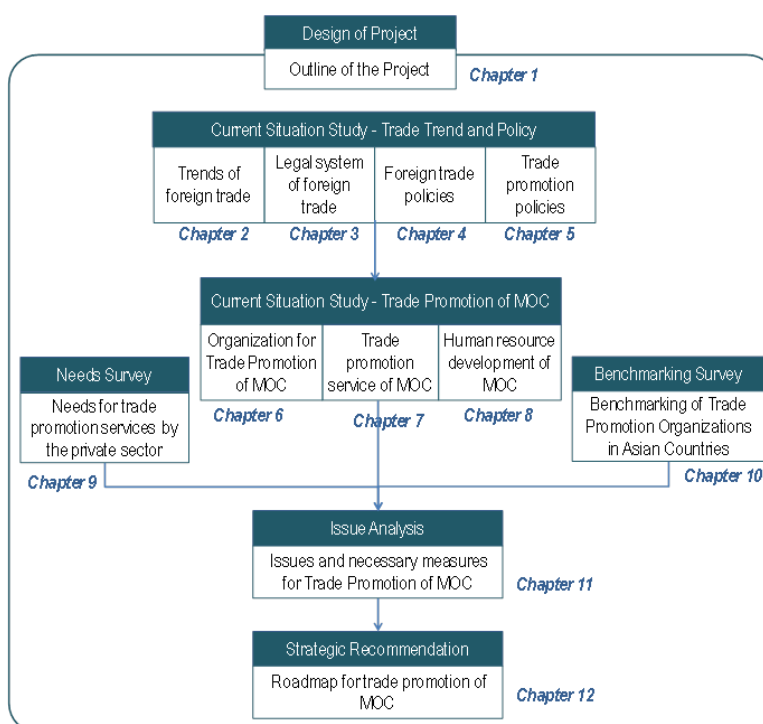 Design of Project
Outline of the Project
Chapter 1
Current Situation Study - Trade Trend and Policy
Trends of
foreign trade
Legal system
of foreign
trade
Foreign trade
policies
Trade
promotion
policies
Chapter 2
Chapter 3
Chapter 4
Chapter 5
Current Situation Study - Trade Promotion of MOC
Organization for
Trade Promotion
of MOC
Trade
promotion
service of MOC
Human resource
development of
MOC
Chapter 6
Chapter 7
Chapter 8
Needs Survey
Needs for trade
promotion services by
the private sector
Chapter 9
Benchmarking Survey
Benchmarking of Trade
Promotion Organizations
in Asian Countries
Chapter 10
Issue Analysis
Issues and necessary measures
for Trade Promotion of MOC
Chapter 11
Strategic Recommendation
Roadmap for trade promotion of
MOC
Chapter 12